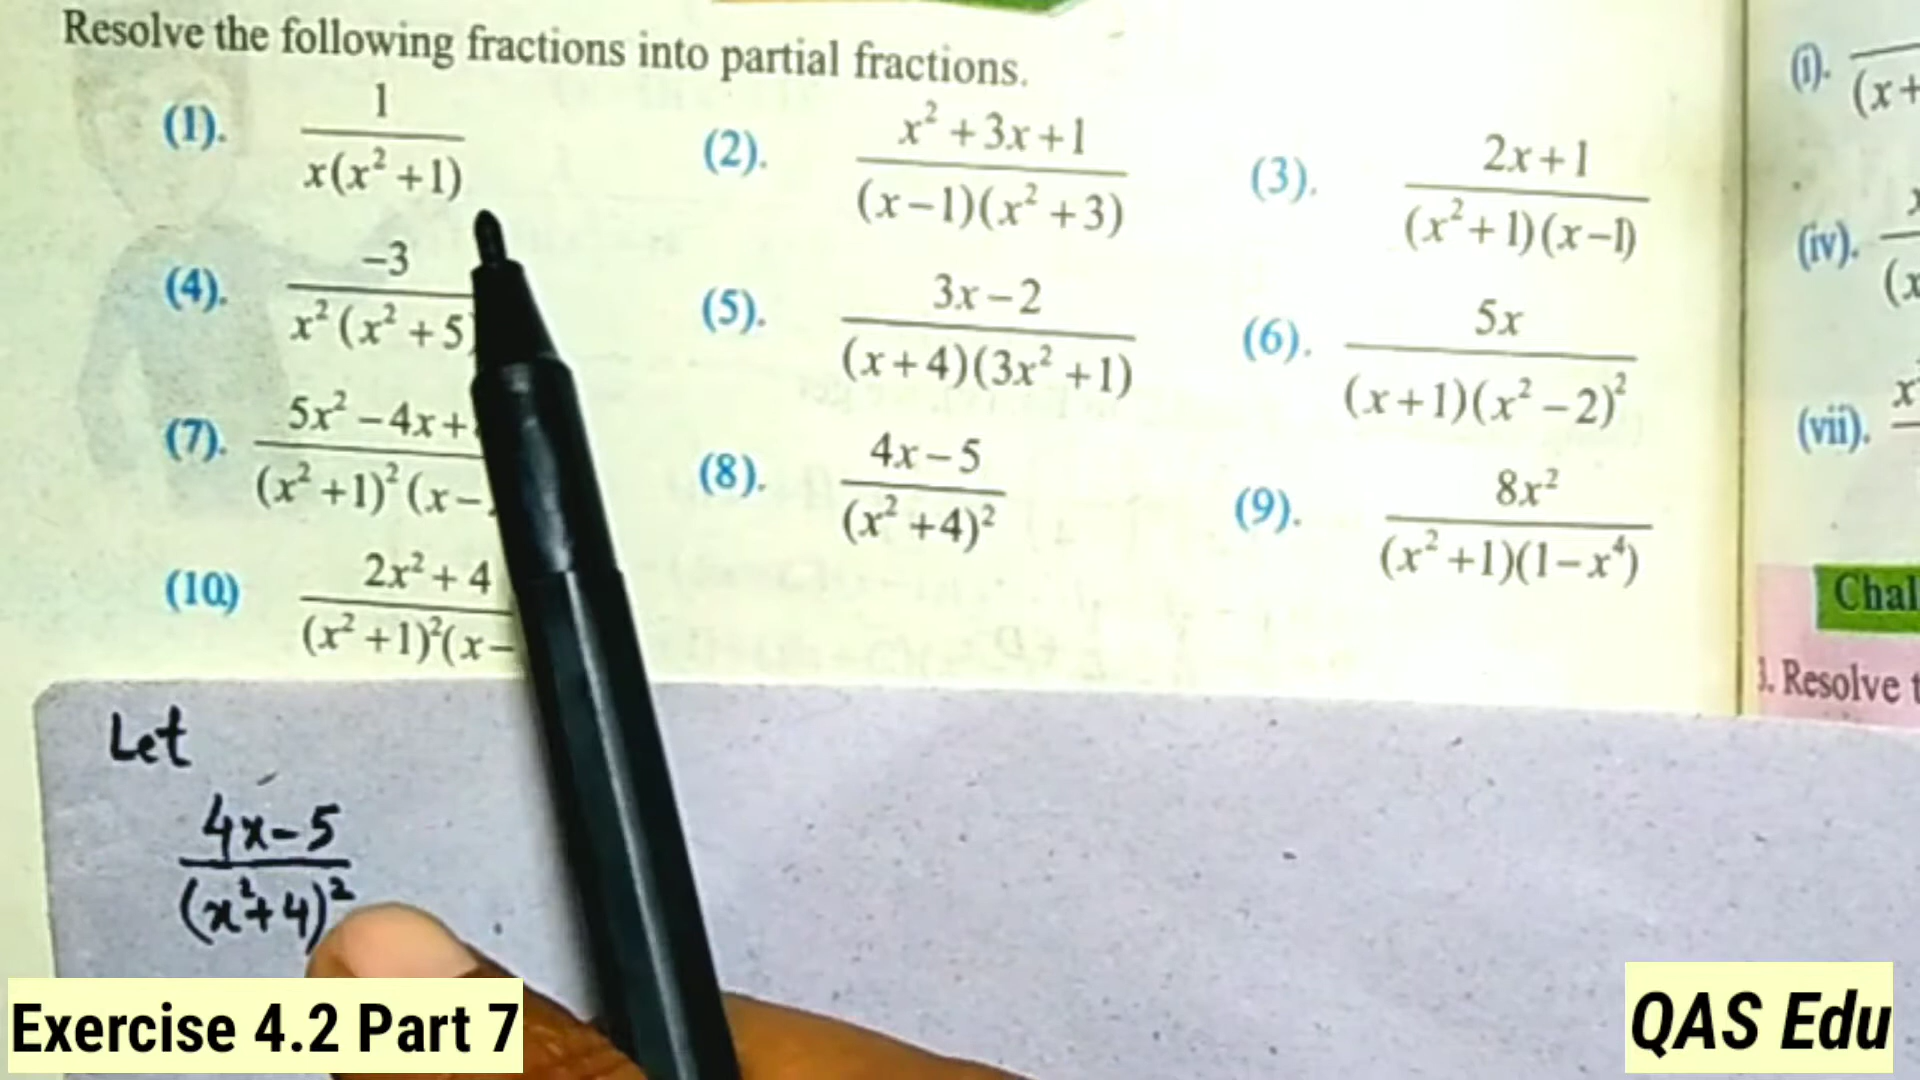 Resolve the following fractions into partial fractions.
(1). 1/x(x²+1)
(2). x²+3x+1/(x−1)(x²+3)
(3). 2x+1/(x²+1)(x−1)
(4). −3/x²(x²+5
(5). 3x−2/(x+4)(3x²+1)
(6). 5x/(x+1)(x²−2)²
(7). 5x²−4x+/(x²+1)²(x−
(8). 4x−5/(x²+4)²
(9). 8x²/(x²+1)(1−x⁴)
(10) 2x²+4/(x²+1)²(x−
Let
4x-5/(x²+4)²
(i). (x+
(iv). (x
(vii). x
Chal
. Resolve t
Exercise 4.2 Part 7
QAS Edu